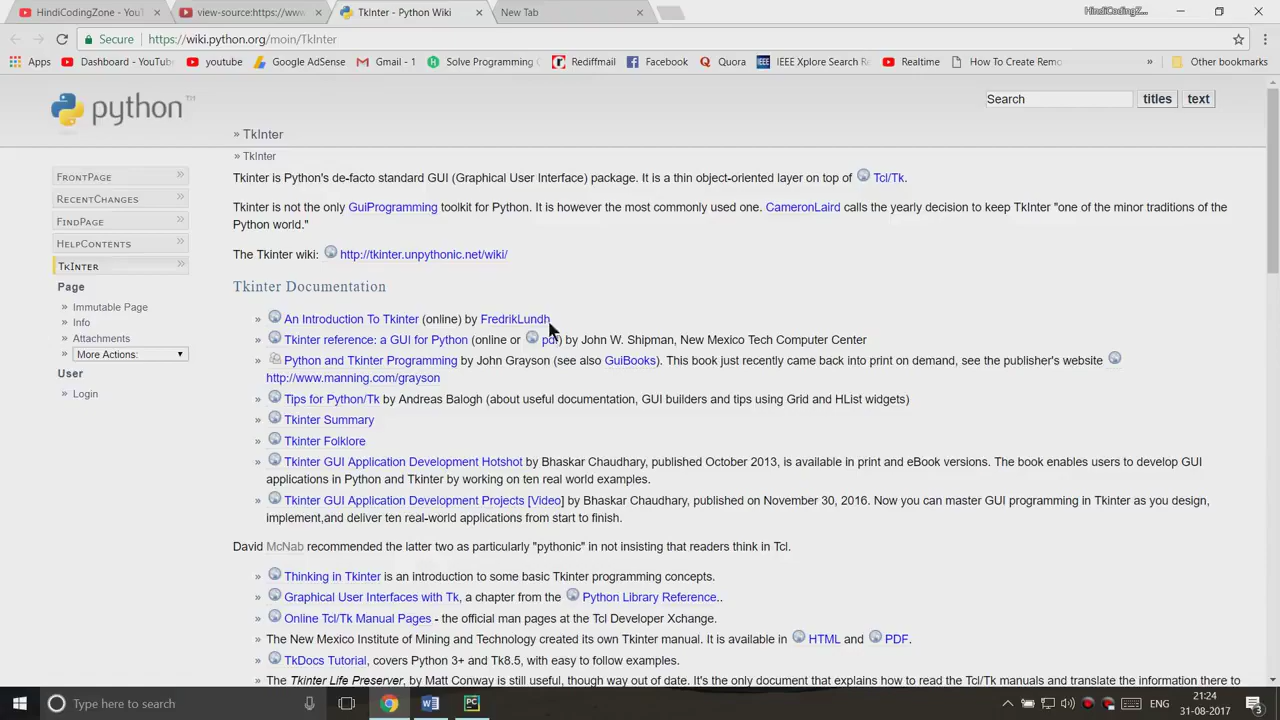 HindiCodingZone - YouT
view-source:https://www.
TkInter - Python Wiki
New Tab
HindiCodingZ...
Secure
https://wiki.python.org/moin/TkInter
Apps
Dashboard - YouTub
youtube
Google AdSense
Gmail - 1
Solve Programming C
Rediffmail
Facebook
Quora
IEEE Xplore Search R
Realtime
How To Create Remo
»
Other bookmarks
python™
Search
titles
text
» TkInter
» TkInter
FRONTPAGE
RECENTCHANGES
FINDPAGE
HELPCONTENTS
TKINTER
Page
» Immutable Page
» Info
» Attachments
» More Actions:
User
» Login
Tkinter is Python's de-facto standard GUI (Graphical User Interface) package. It is a thin object-oriented layer on top of Tcl/Tk.
Tkinter is not the only GuiProgramming toolkit for Python. It is however the most commonly used one. CameronLaird calls the yearly decision to keep TkInter "one of the minor traditions of the
Python world."
The Tkinter wiki: http://tkinter.unpythonic.net/wiki/
Tkinter Documentation
» An Introduction To Tkinter (online) by FredrikLundh
» Tkinter reference: a GUI for Python (online or pdf) by John W. Shipman, New Mexico Tech Computer Center
» Python and Tkinter Programming by John Grayson (see also GuiBooks). This book just recently came back into print on demand, see the publisher's website
http://www.manning.com/grayson
» Tips for Python/Tk by Andreas Balogh (about useful documentation, GUI builders and tips using Grid and HList widgets)
» Tkinter Summary
» Tkinter Folklore
» Tkinter GUI Application Development Hotshot by Bhaskar Chaudhary, published October 2013, is available in print and eBook versions. The book enables users to develop GUI
applications in Python and Tkinter by working on ten real world examples.
» Tkinter GUI Application Development Projects [Video] by Bhaskar Chaudhary, published on November 30, 2016. Now you can master GUI programming in Tkinter as you design,
implement,and deliver ten real-world applications from start to finish.
David McNab recommended the latter two as particularly "pythonic" in not insisting that readers think in Tcl.
» Thinking in Tkinter is an introduction to some basic Tkinter programming concepts.
» Graphical User Interfaces with Tk, a chapter from the Python Library Reference..
» Online Tcl/Tk Manual Pages - the official man pages at the Tcl Developer Xchange.
» The New Mexico Institute of Mining and Technology created its own Tkinter manual. It is available in HTML and PDF.
» TkDocs Tutorial, covers Python 3+ and Tk8.5, with easy to follow examples.
» The Tkinter Life Preserver, by Matt Conway is still useful, though way out of date. It's the only document that explains how to read the Tcl/Tk manuals and translate the information there to
Type here to search
ENG
21:24
31-08-2017
3